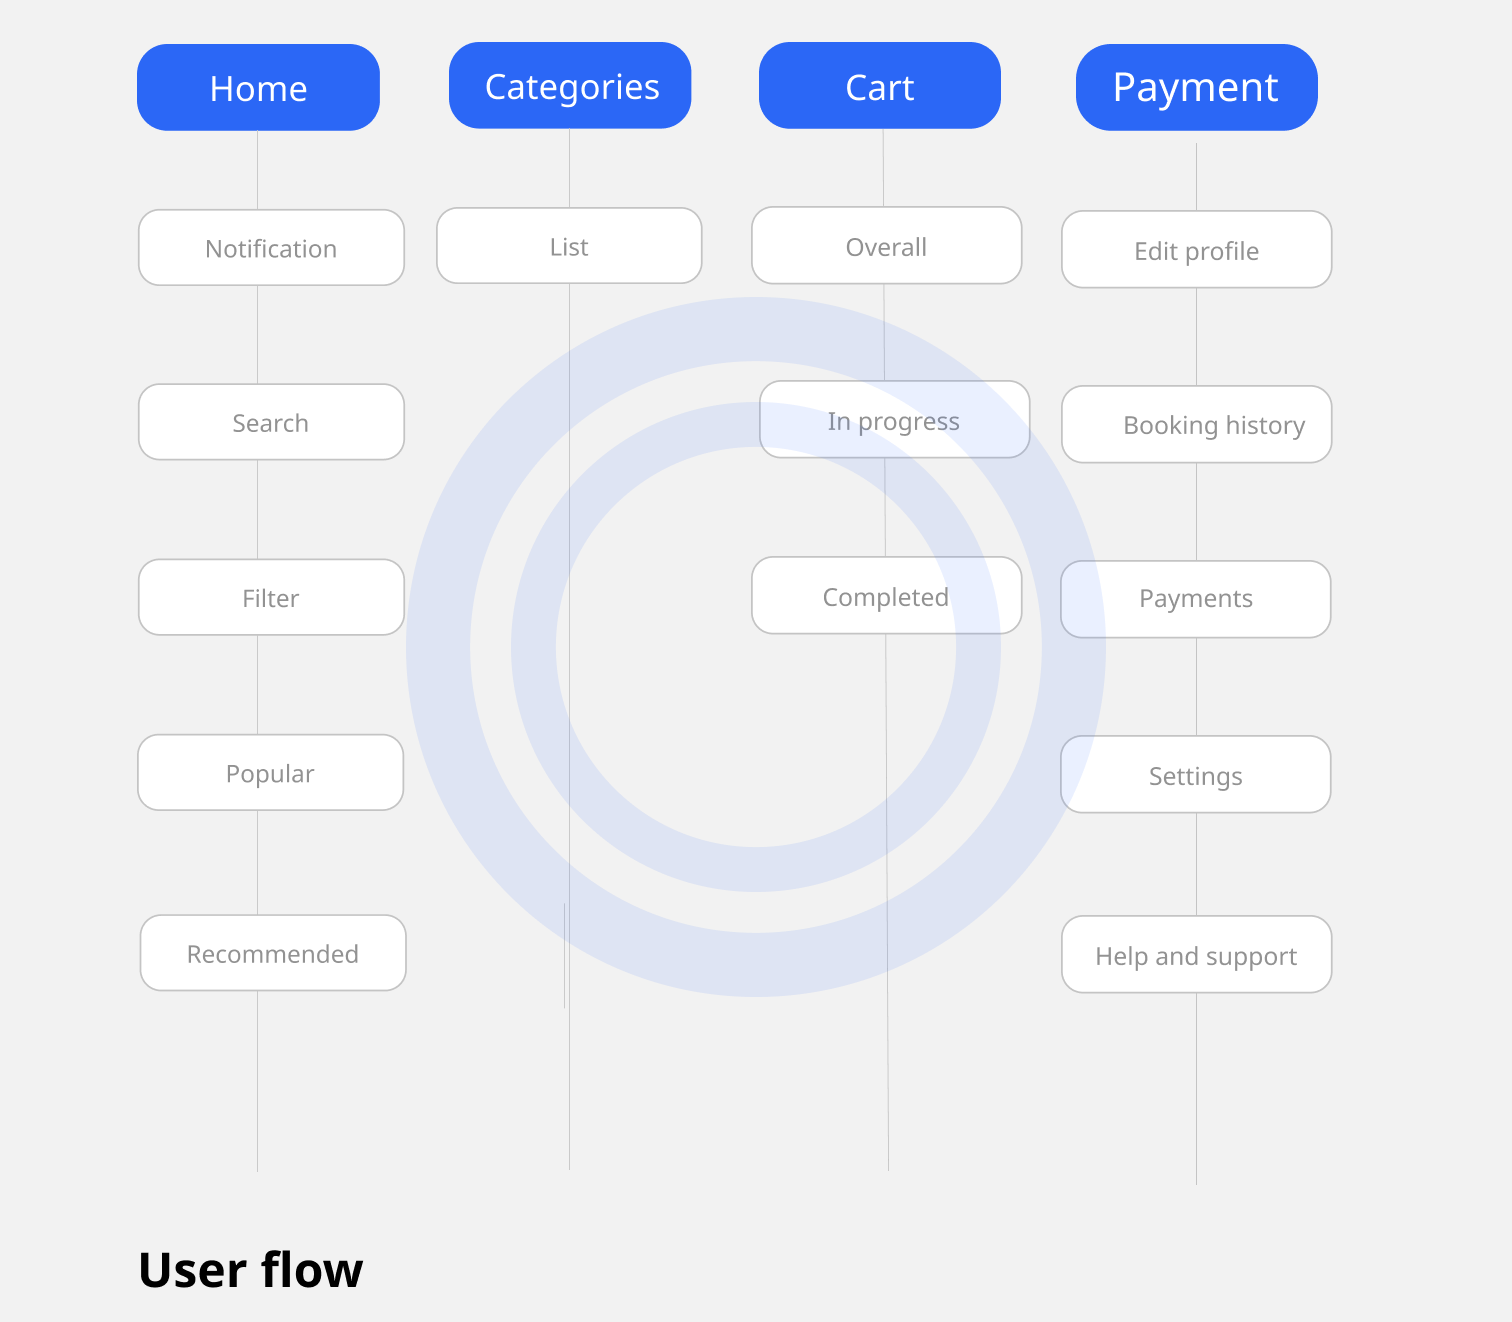 Home
Categories
Cart
Payment
Notification
List
Overall
Edit profile
Search
In progress
Booking history
Filter
Completed
Payments
Popular
Settings
Recommended
Help and support
User flow